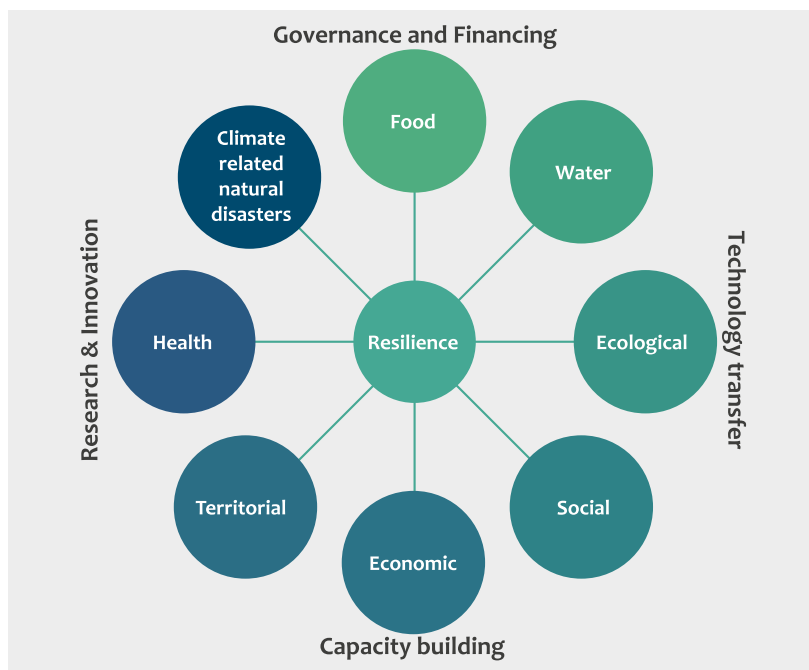 Governance and Financing
Food
Climate
related
natural
disasters
Water
Research & Innovation
Technology transfer
Health
Resilience
Ecological
Territorial
Social
Economic
Capacity building